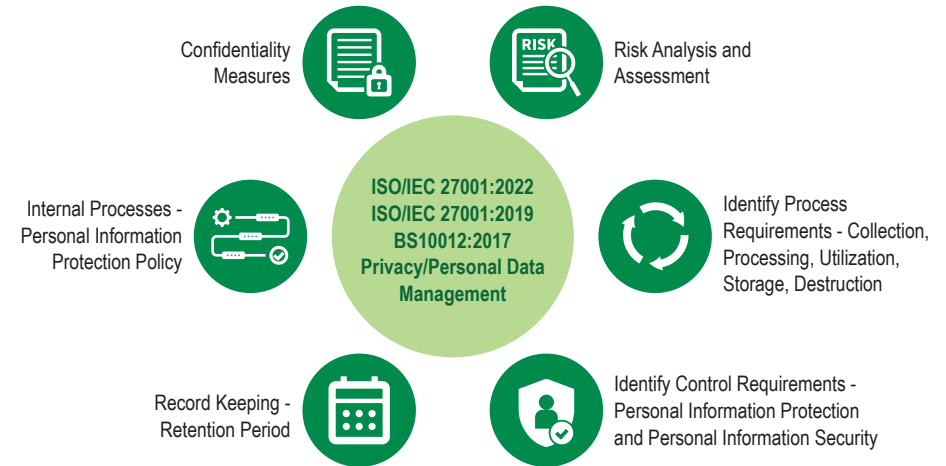 Confidentiality
Measures
RISK
Risk Analysis and
Assessment
Internal Processes -
Personal Information
Protection Policy
ISO/IEC 27001:2022
ISO/IEC 27001:2019
BS10012:2017
Privacy/Personal Data
Management
Identify Process
Requirements - Collection,
Processing, Utilization,
Storage, Destruction
Record Keeping -
Retention Period
Identify Control Requirements -
Personal Information Protection
and Personal Information Security